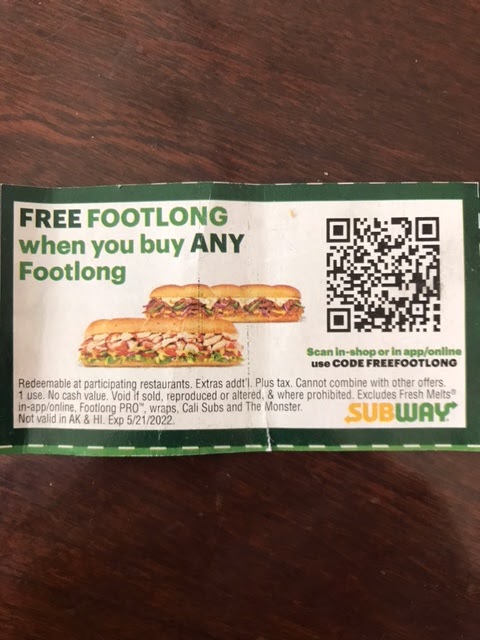 FREE FOOTLONG
when you buy ANY
Footlong
Scan in-shop or in app/online
use CODE FREEFOOTLONG
Redeemable at participating restaurants. Extras addt'l. Plus tax. Cannot combine with other offers.
1 use. No cash value. Void if sold, reproduced or altered, & where prohibited. Excludes Fresh Melts®
in-app/online, Footlong PRO™, wraps, Cali Subs and The Monster.
Not valid in AK & HI. Exp 5/21/2022.
SUBWAY®